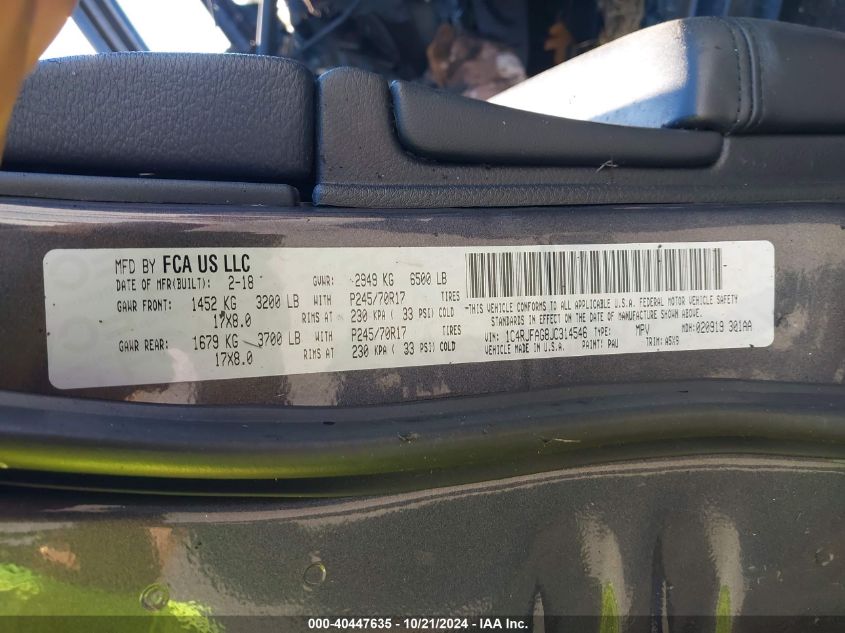 MFD BY FCA US LLC
DATE OF MFR(BUILT): 2-18 GVWR: 2949 KG 6500 LB
GAWR FRONT: 1452 KG 3200 LB WITH P245/70R17 TIRES
17X8.0 RIMS AT 230 KPA ( 33 PSI) COLD
GAWR REAR: 1679 KG 3700 LB WITH P245/70R17 TIRES
17X8.0 RIMS AT 230 KPA ( 33 PSI) COLD
-THIS VEHICLE CONFORMS TO ALL APPLICABLE U.S.A. FEDERAL MOTOR VEHICLE SAFETY
STANDARDS IN EFFECT ON THE DATE OF MANUFACTURE SHOWN ABOVE.
VIN: 1C4RJFAG8JC314546 TYPE: MPV MDH:020919 301AA
VEHICLE MADE IN U.S.A. PAINT: PAU TRIM: A5X9
000-40447635 - 10/21/2024 - IAA Inc.